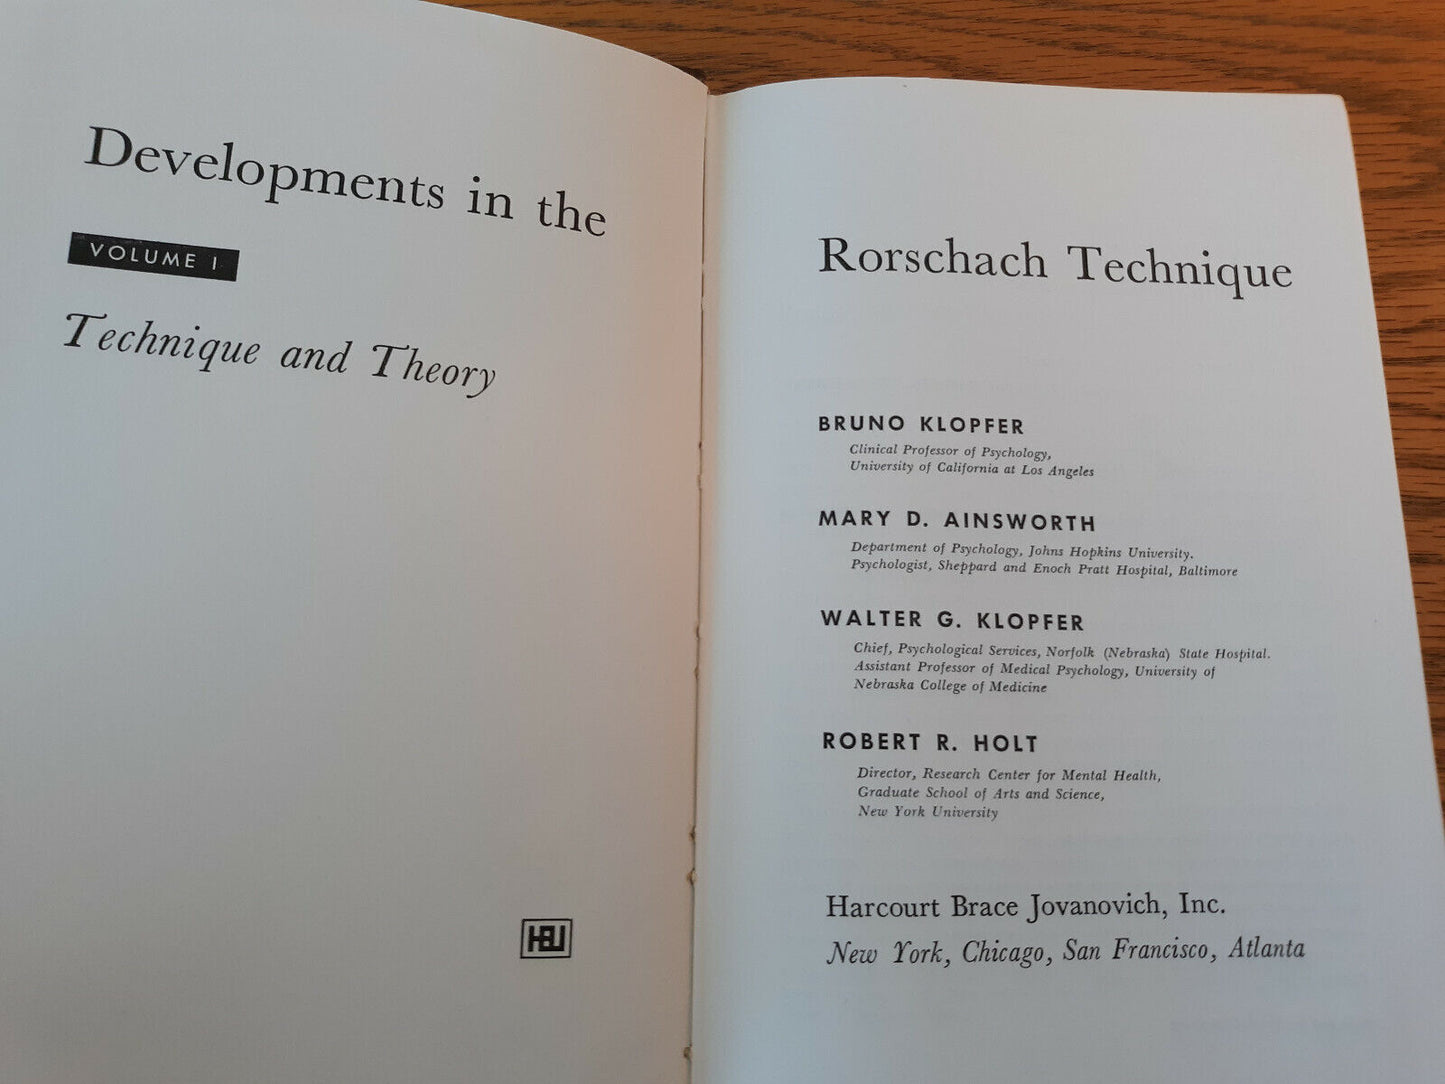 Developments in the
VOLUME I
Technique and Theory
HBJ
Rorschach Technique
BRUNO KLOPFER
Clinical Professor of Psychology,
University of California at Los Angeles
MARY D. AINSWORTH
Department of Psychology, Johns Hopkins University.
Psychologist, Sheppard and Enoch Pratt Hospital, Baltimore
WALTER G. KLOPFER
Chief, Psychological Services, Norfolk (Nebraska) State Hospital.
Assistant Professor of Medical Psychology, University of
Nebraska College of Medicine
ROBERT R. HOLT
Director, Research Center for Mental Health,
Graduate School of Arts and Science,
New York University
Harcourt Brace Jovanovich, Inc.
New York, Chicago, San Francisco, Atlanta